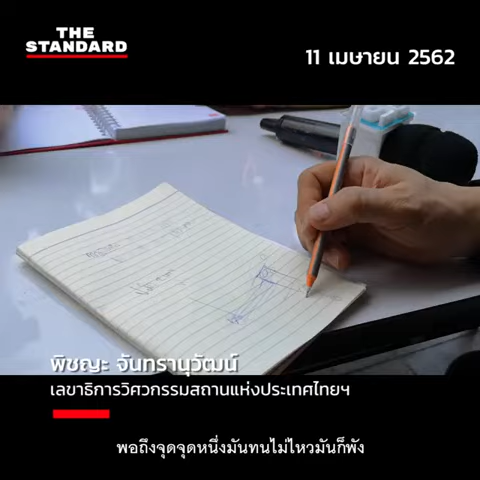 THE
STANDARD
11 เมษายน 2562
พิชญะ จันทรานุวัฒน์
เลขาธิการวิศวกรรมสถานแห่งประเทศไทยฯ
พอถึงจุดจุดหนึ่งมันทนไม่ไหวมันก็พัง